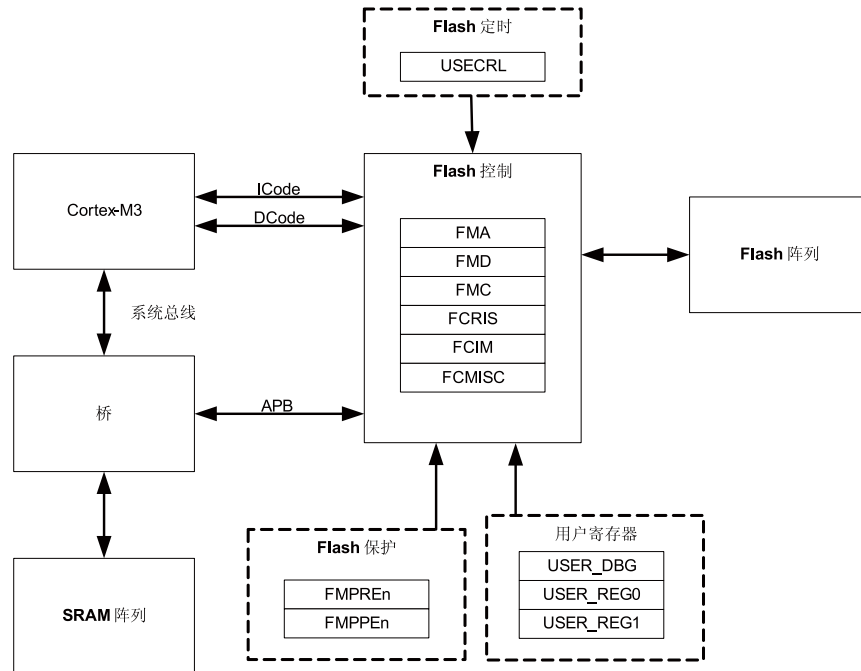 Flash 定时
USECRL
Cortex-M3
ICode
DCode
Flash 控制
FMA
FMD
FMC
FCRIS
FCIM
FCMISC
Flash 阵列
系统总线
桥
APB
SRAM 阵列
Flash 保护
FMPREn
FMPPEn
用户寄存器
USER_DBG
USER_REG0
USER_REG1